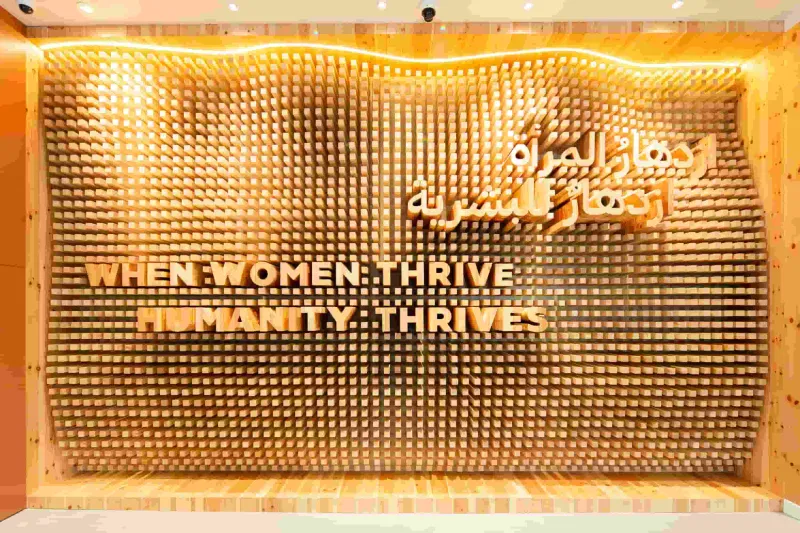 ازدهارُ المرأة
ازدهارٌ للبشرية
WHEN WOMEN THRIVE
HUMANITY THRIVES